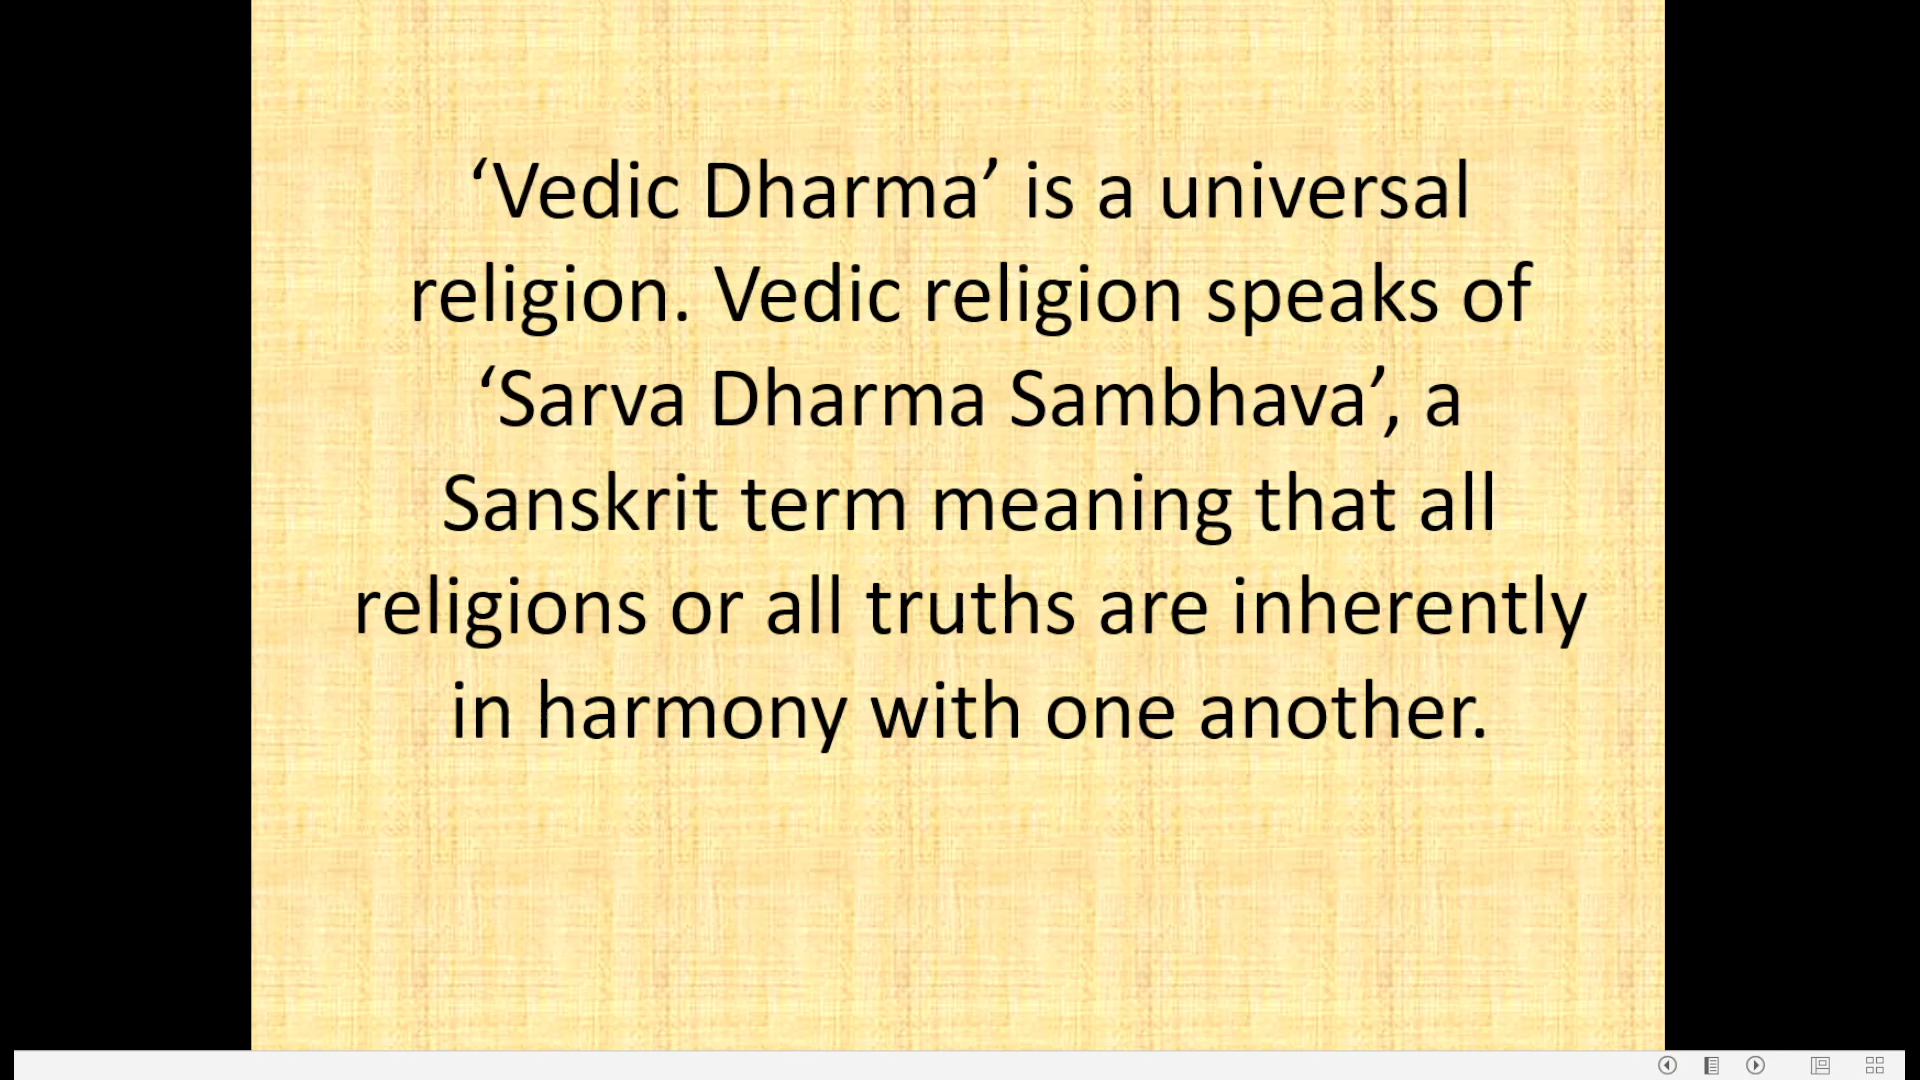 ‘Vedic Dharma’ is a universal
religion. Vedic religion speaks of
‘Sarva Dharma Sambhava’, a
Sanskrit term meaning that all
religions or all truths are inherently
in harmony with one another.